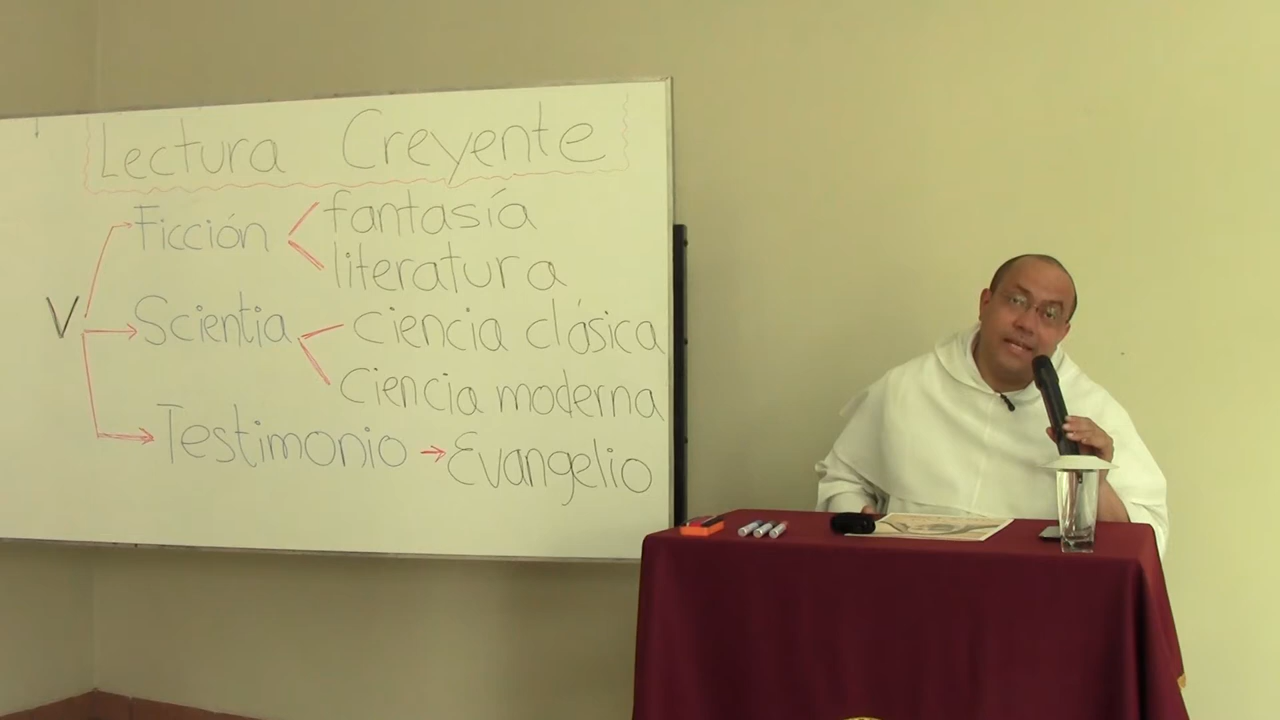 Lectura Creyente
Ficción
fantasía
literatura
V
Scientia
ciencia clásica
Ciencia moderna
Testimonio → Evangelio